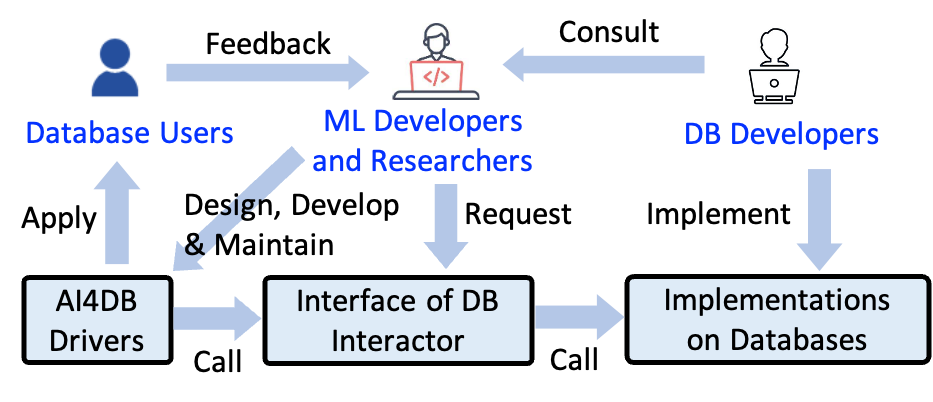 Feedback
Consult
</>
Database Users
ML Developers
and Researchers
DB Developers
Apply
Design, Develop
& Maintain
Request
Implement
AI4DB
Drivers
Call
Interface of DB
Interactor
Call
Implementations
on Databases